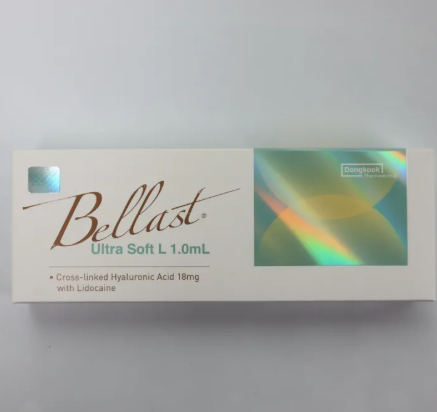 Bellast®
Ultra Soft L 1.0mL
• Cross-linked Hyaluronic Acid 18mg
with Lidocaine
Dongkook